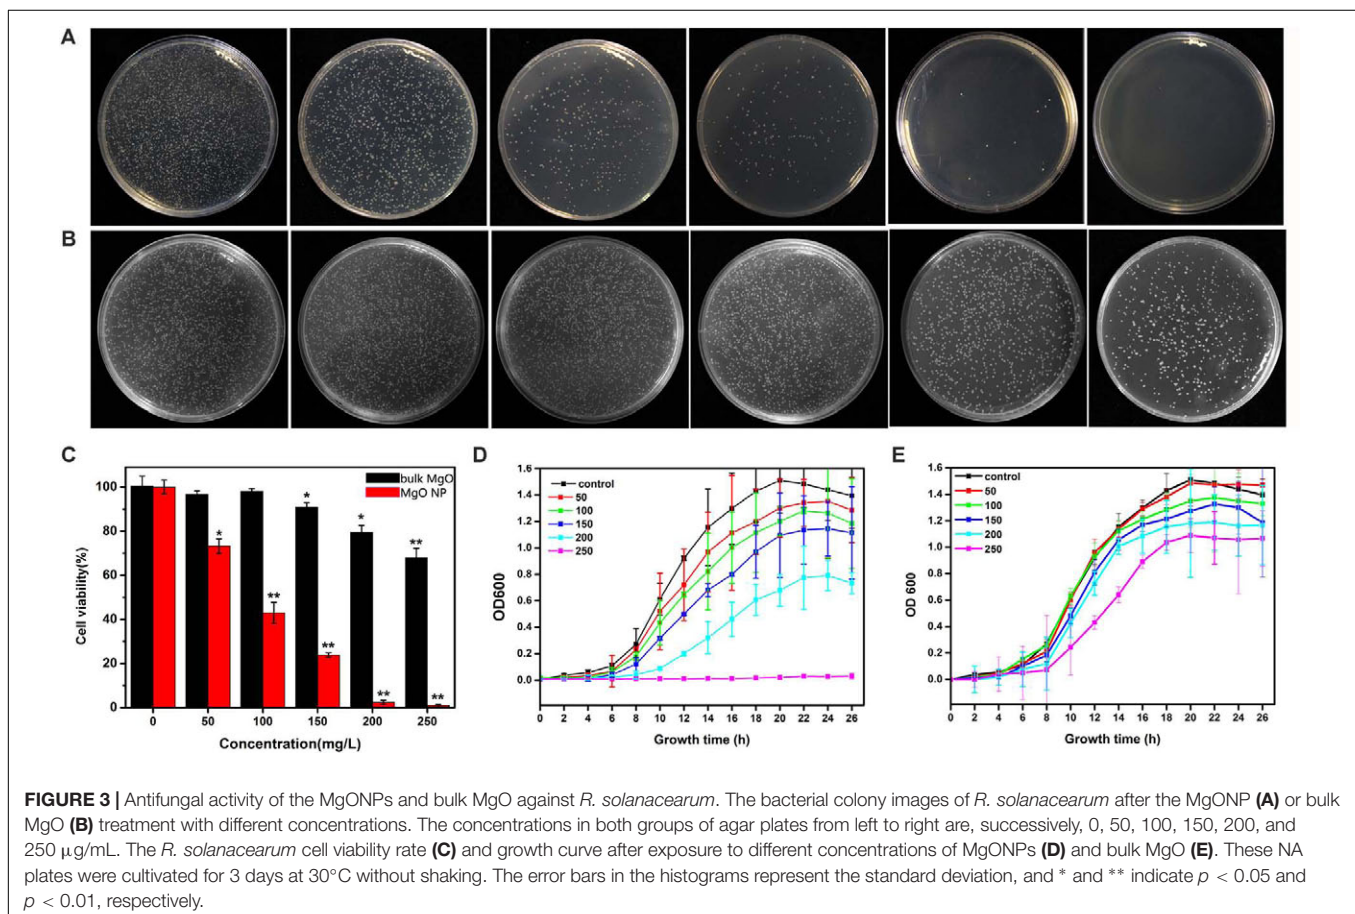 A
B
C
bulk MgO
MgO NP
Cell viability(%)
100
80
60
40
20
0
*
**
**
*
**
*
**
**
0 50 100 150 200 250
Concentration(mg/L)
D
OD600
1.6
1.4
1.2
1.0
0.8
0.6
0.4
0.2
0.0
control
50
100
150
200
250
0 2 4 6 8 10 12 14 16 18 20 22 24 26
Growth time (h)
E
OD 600
1.6
1.4
1.2
1.0
0.8
0.6
0.4
0.2
0.0
control
50
100
150
200
250
0 2 4 6 8 10 12 14 16 18 20 22 24 26
Growth time (h)
FIGURE 3 | Antifungal activity of the MgONPs and bulk MgO against R. solanacearum. The bacterial colony images of R. solanacearum after the MgONP (A) or bulk
MgO (B) treatment with different concentrations. The concentrations in both groups of agar plates from left to right are, successively, 0, 50, 100, 150, 200, and
250 μg/mL. The R. solanacearum cell viability rate (C) and growth curve after exposure to different concentrations of MgONPs (D) and bulk MgO (E). These NA
plates were cultivated for 3 days at 30°C without shaking. The error bars in the histograms represent the standard deviation, and * and ** indicate p < 0.05 and
p < 0.01, respectively.